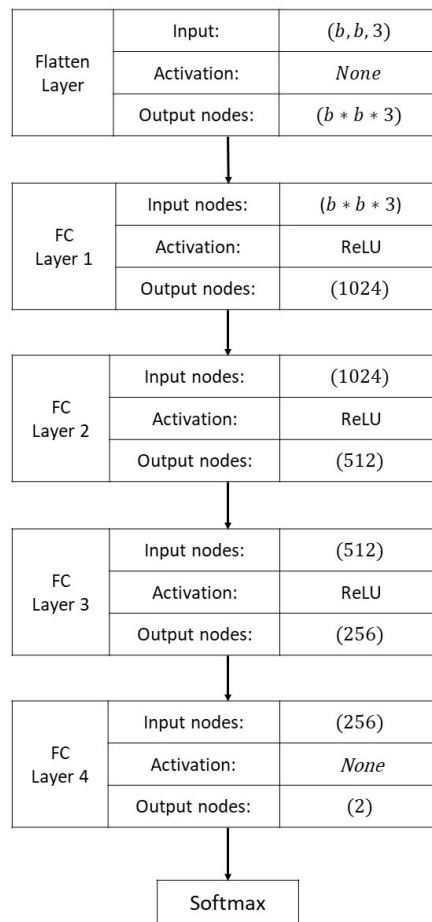 Flatten
Layer
Input: (b, b, 3)
Activation: None
Output nodes: (b * b * 3)
FC
Layer 1
Input nodes: (b * b * 3)
Activation: ReLU
Output nodes: (1024)
FC
Layer 2
Input nodes: (1024)
Activation: ReLU
Output nodes: (512)
FC
Layer 3
Input nodes: (512)
Activation: ReLU
Output nodes: (256)
FC
Layer 4
Input nodes: (256)
Activation: None
Output nodes: (2)
Softmax